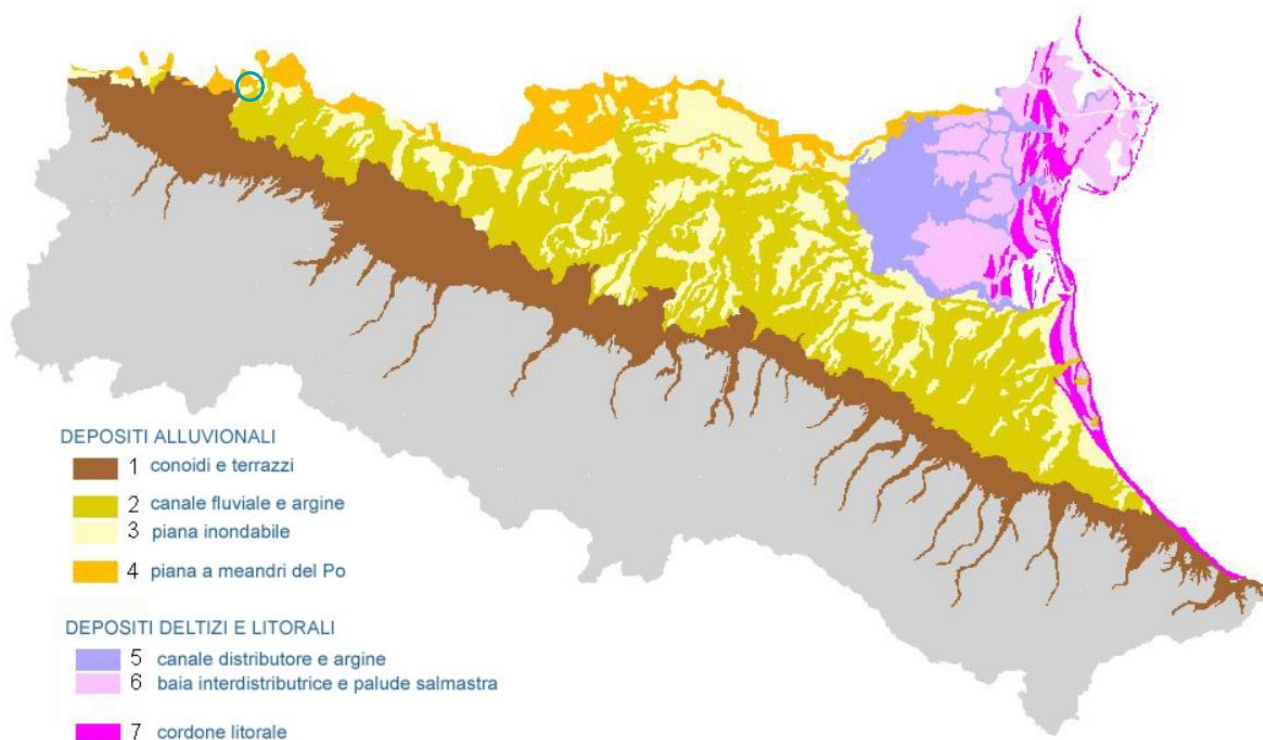 DEPOSITI ALLUVIONALI
1 conoidi e terrazzi
2 canale fluviale e argine
3 piana inondabile
4 piana a meandri del Po
DEPOSITI DELTIZI E LITORALI
5 canale distributore e argine
6 baia interdistributrice e palude salmastra
7 cordone litorale